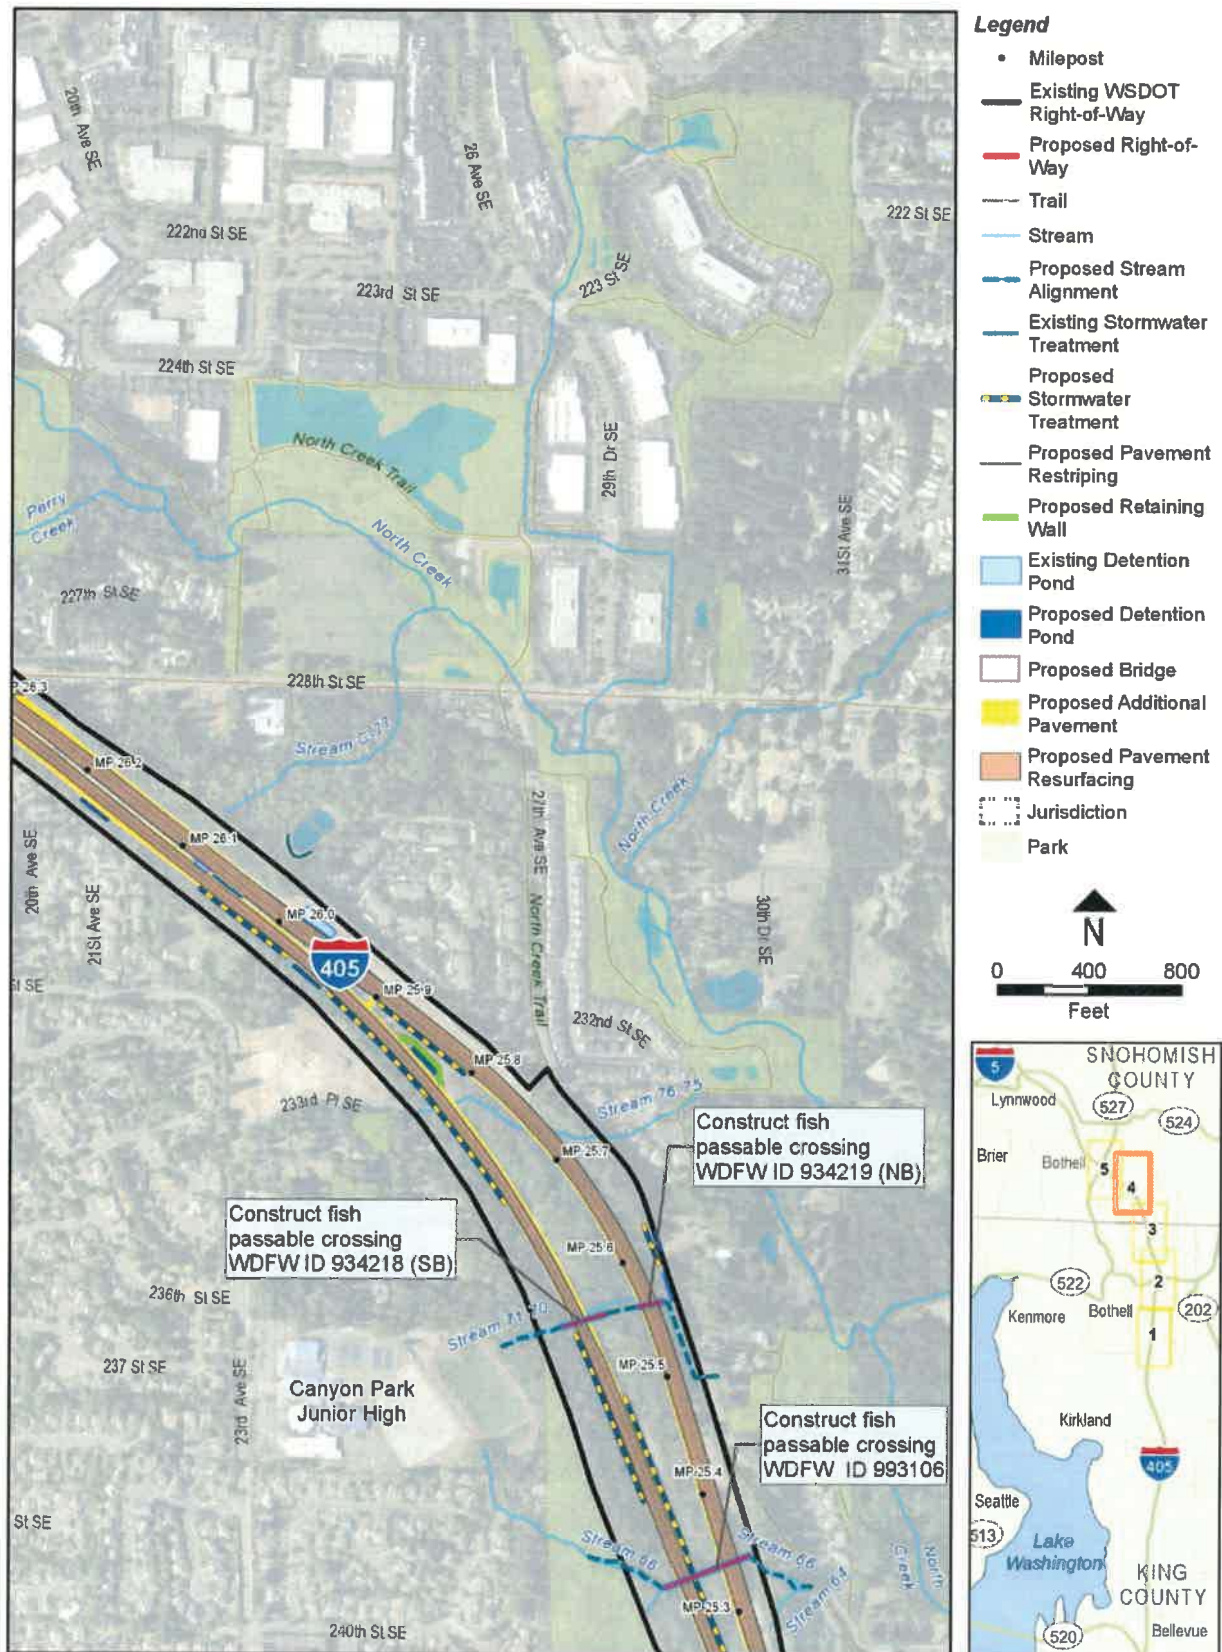 20th Ave SE
26 Ave SE
222nd St SE
222 St SE
223rd St SE
223 St SE
224th St SE
North Creek Trail
29th Dr SE
31St Ave SE
Perry
Creek
North Creek
227th St SE
228th St SE
MP 26.2
MP 26.1
20th Ave SE
21St Ave SE
27th Ave SE
North Creek Trail
North Creek
30th Dr SE
MP 26.0
405
MP 25.9
St SE
232nd St SE
MP 25.8
233rd Pl SE
Stream 76.75
MP 25.7
Construct fish
passable crossing
WDFW ID 934219 (NB)
Construct fish
passable crossing
WDFW ID 934218 (SB)
MP 25.6
236th St SE
237 St SE
23rd Ave SE
MP 25.5
Canyon Park
Junior High
Construct fish
passable crossing
WDFW ID 993106
MP 25.4
St SE
Stream 66
Stream 66
Stream 64
North
Creek
MP 25.3
240th St SE
Legend
Milepost
Existing WSDOT
Right-of-Way
Proposed Right-of-
Way
Trail
Stream
Proposed Stream
Alignment
Existing Stormwater
Treatment
Proposed
Stormwater
Treatment
Proposed Pavement
Restriping
Proposed Retaining
Wall
Existing Detention
Pond
Proposed Detention
Pond
Proposed Bridge
Proposed Additional
Pavement
Proposed Pavement
Resurfacing
Jurisdiction
Park
N
0 400 800
Feet
5
SNOHOMISH
COUNTY
Lynnwood
527
524
Brier
Bothell
5
4
3
522
2
Kenmore
Bothell
202
1
Kirkland
405
Seattle
513
Lake
Washington
KING
COUNTY
520
Bellevue